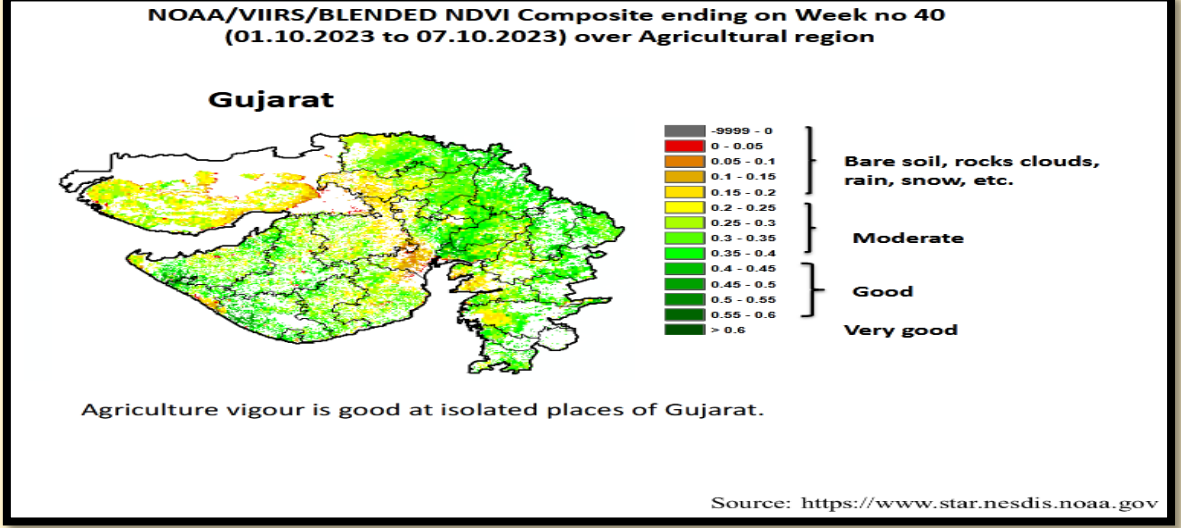 NOAA/VIIRS/BLENDED NDVI Composite ending on Week no 40
(01.10.2023 to 07.10.2023) over Agricultural region
Gujarat
-9999 - 0
0 - 0.05
0.05 - 0.1
0.1 - 0.15
0.15 - 0.2
0.2 - 0.25
0.25 - 0.3
0.3 - 0.35
0.35 - 0.4
0.4 - 0.45
0.45 - 0.5
0.5 - 0.55
0.55 - 0.6
> 0.6
Bare soil, rocks clouds,
rain, snow, etc.
Moderate
Good
Very good
Agriculture vigour is good at isolated places of Gujarat.
Source: https://www.star.nesdis.noaa.gov